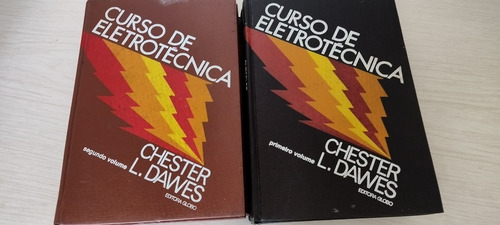 CURSO DE
ELETROTÉCNICA
segundo volume
CHESTER
L. DAWES
EDITORA GLOBO
CURSO DE
ELETROTÉCNICA
primeiro volume
CHESTER
L. DAWES
EDITORA GLOBO